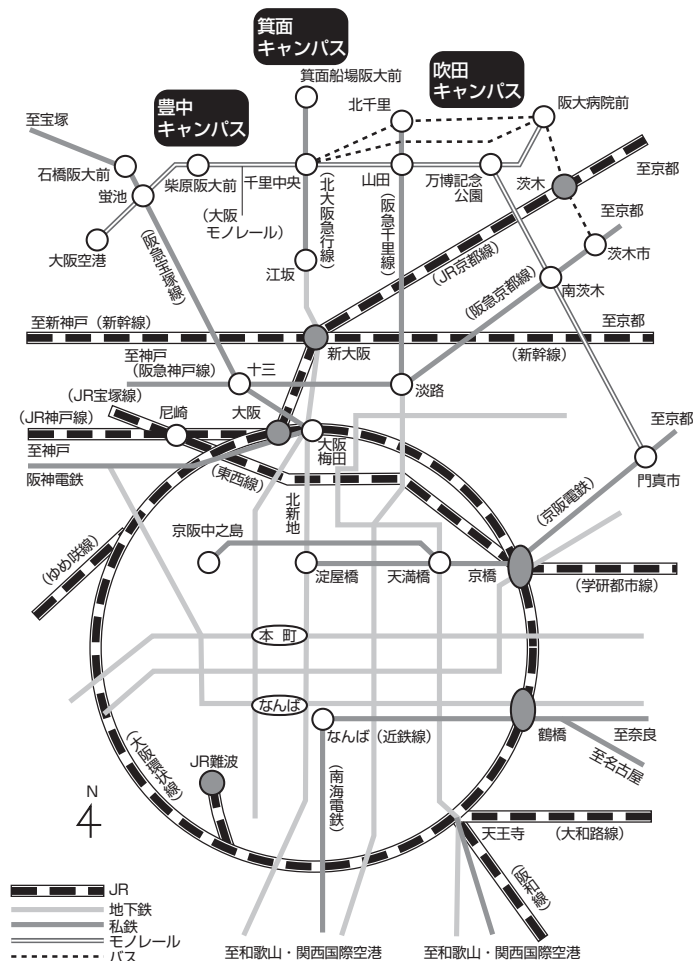 箕面
キャンパス
箕面船場阪大前
吹田
キャンパス
豊中
キャンパス
北千里
阪大病院前
至宝塚
石橋阪大前
蛍池
柴原阪大前
千里中央
山田
万博記念
公園
茨木
至京都
(大阪
モノレール)
(北大阪急行線)
(阪急千里線)
大阪空港
(阪急宝塚線)
江坂
(JR京都線)
至京都
茨木市
(阪急京都線)
南茨木
至新神戸(新幹線)
至京都
新大阪
(新幹線)
至神戸
(阪急神戸線)
十三
淡路
(JR宝塚線)
(JR神戸線)
尼崎
大阪
大阪
梅田
至京都
至神戸
阪神電鉄
(東西線)
門真市
北新地
(京阪電鉄)
京阪中之島
(ゆめ咲線)
淀屋橋
天満橋
京橋
(学研都市線)
本町
なんば
なんば(近鉄線)
鶴橋
至奈良
至名古屋
(大阪環状線)
JR難波
(南海電鉄)
N
天王寺
(大和路線)
(阪和線)
JR
地下鉄
私鉄
モノレール
バス
至和歌山・関西国際空港
至和歌山・関西国際空港